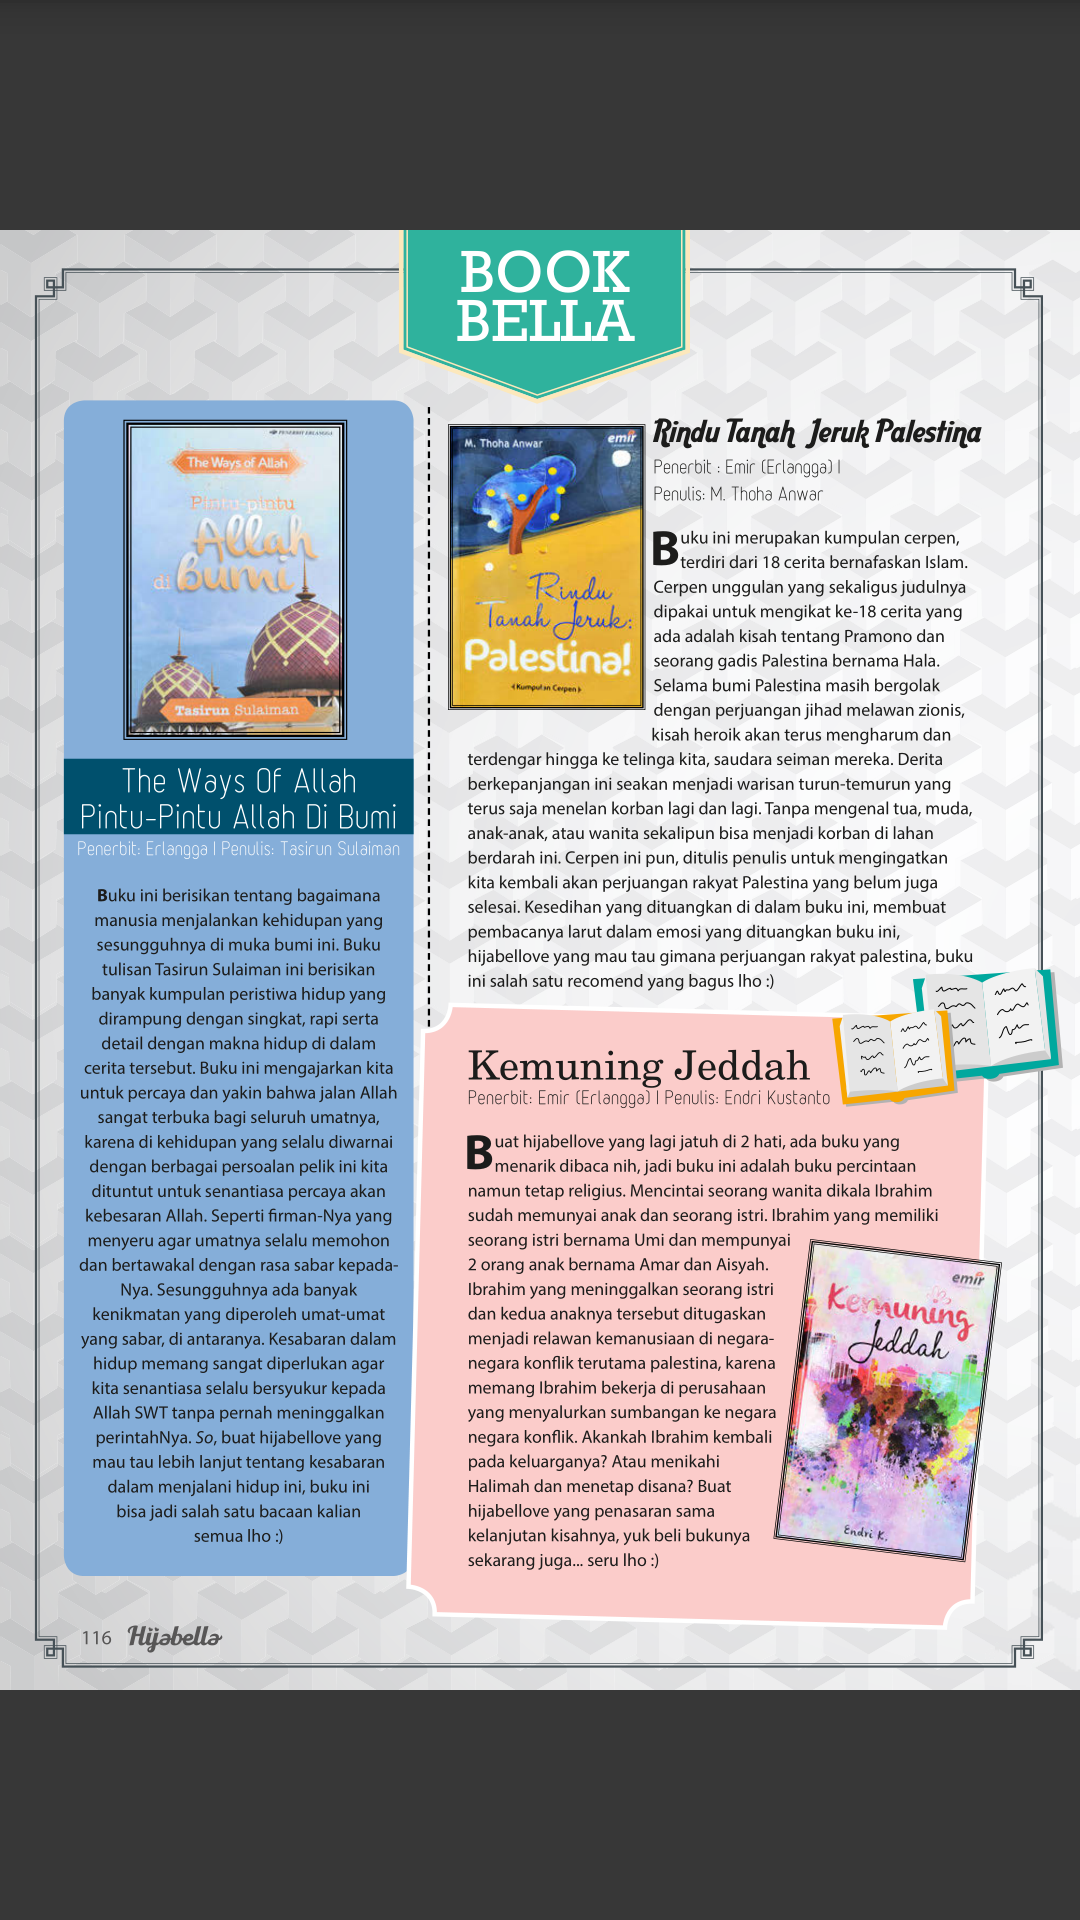 BOOK
BELLA
PENERBIT ERLANGGA
The Ways of Allah
Pintu-pintu
Allah
di Bumi
Tasirun Sulaiman
The Ways Of Allah
Pintu-Pintu Allah Di Bumi
Penerbit: Erlangga | Penulis: Tasirun Sulaiman
Buku ini berisikan tentang bagaimana
manusia menjalankan kehidupan yang
sesungguhnya di muka bumi ini. Buku
tulisan Tasirun Sulaiman ini berisikan
banyak kumpulan peristiwa hidup yang
dirampung dengan singkat, rapi serta
detail dengan makna hidup di dalam
cerita tersebut. Buku ini mengajarkan kita
untuk percaya dan yakin bahwa jalan Allah
sangat terbuka bagi seluruh umatnya,
karena di kehidupan yang selalu diwarnai
dengan berbagai persoalan pelik ini kita
dituntut untuk senantiasa percaya akan
kebesaran Allah. Seperti firman-Nya yang
menyeru agar umatnya selalu memohon
dan bertawakal dengan rasa sabar kepada-
Nya. Sesungguhnya ada banyak
kenikmatan yang diperoleh umat-umat
yang sabar, di antaranya. Kesabaran dalam
hidup memang sangat diperlukan agar
kita senantiasa selalu bersyukur kepada
Allah SWT tanpa pernah meninggalkan
perintahNya. So, buat hijabellove yang
mau tau lebih lanjut tentang kesabaran
dalam menjalani hidup ini, buku ini
bisa jadi salah satu bacaan kalian
semua lho :)
M. Thoha Anwar
emir
Rindu
Tanah Jeruk:
Palestina!
Kumpulan Cerpen
Rindu Tanah Jeruk Palestina
Penerbit : Emir (Erlangga) |
Penulis: M. Thoha Anwar
Buku ini merupakan kumpulan cerpen,
terdiri dari 18 cerita bernafaskan Islam.
Cerpen unggulan yang sekaligus judulnya
dipakai untuk mengikat ke-18 cerita yang
ada adalah kisah tentang Pramono dan
seorang gadis Palestina bernama Hala.
Selama bumi Palestina masih bergolak
dengan perjuangan jihad melawan zionis,
kisah heroik akan terus mengharum dan
terdengar hingga ke telinga kita, saudara seiman mereka. Derita
berkepanjangan ini seakan menjadi warisan turun-temurun yang
terus saja menelan korban lagi dan lagi. Tanpa mengenal tua, muda,
anak-anak, atau wanita sekalipun bisa menjadi korban di lahan
berdarah ini. Cerpen ini pun, ditulis penulis untuk mengingatkan
kita kembali akan perjuangan rakyat Palestina yang belum juga
selesai. Kesedihan yang dituangkan di dalam buku ini, membuat
pembacanya larut dalam emosi yang dituangkan buku ini,
hijabellove yang mau tau gimana perjuangan rakyat palestina, buku
ini salah satu recomend yang bagus lho :)
Kemuning Jeddah
Penerbit: Emir (Erlangga) | Penulis: Endri Kustanto
Buat hijabellove yang lagi jatuh di 2 hati, ada buku yang
menarik dibaca nih, jadi buku ini adalah buku percintaan
namun tetap religius. Mencintai seorang wanita dikala Ibrahim
sudah memunyai anak dan seorang istri. Ibrahim yang memiliki
seorang istri bernama Umi dan mempunyai
2 orang anak bernama Amar dan Aisyah.
Ibrahim yang meninggalkan seorang istri
dan kedua anaknya tersebut ditugaskan
menjadi relawan kemanusiaan di negara-
negara konflik terutama palestina, karena
memang Ibrahim bekerja di perusahaan
yang menyalurkan sumbangan ke negara
negara konflik. Akankah Ibrahim kembali
pada keluarganya? Atau menikahi
Halimah dan menetap disana? Buat
hijabellove yang penasaran sama
kelanjutan kisahnya, yuk beli bukunya
sekarang juga... seru lho :)
emir
Kemuning
Jeddah
Endri K.
116 Hijabella